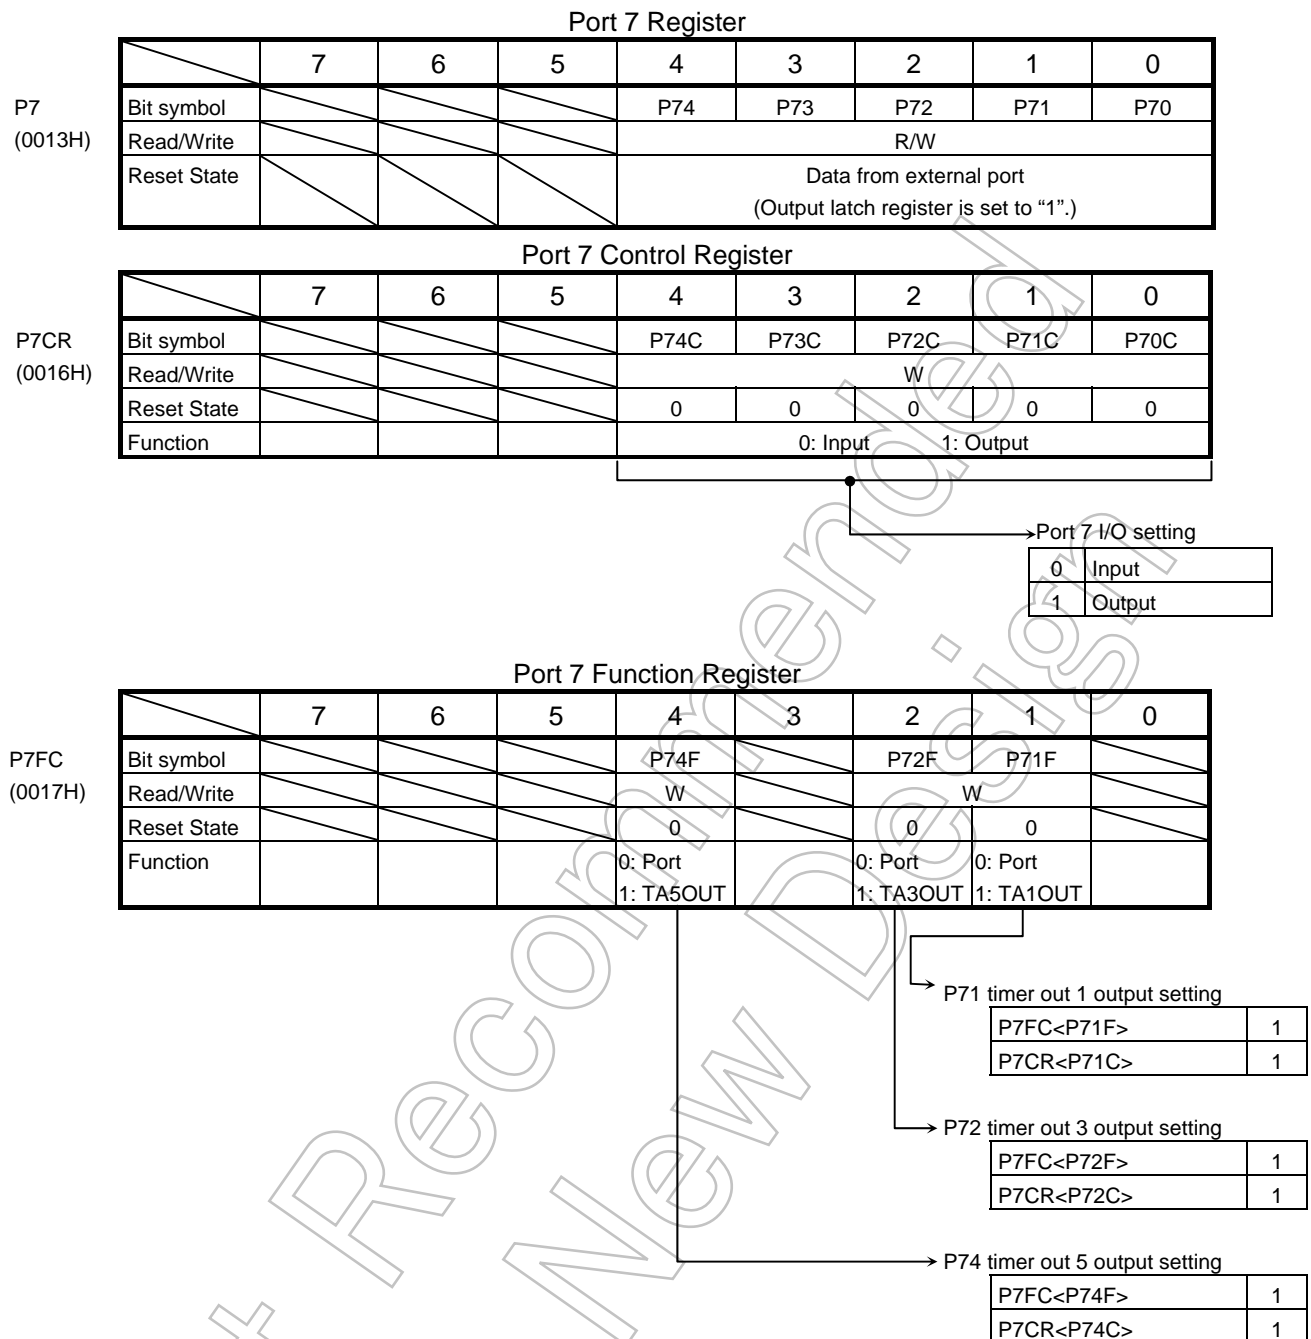 Port 7 Register
7 6 5 4 3 2 1 0
P7
(0013H)
Bit symbol P74 P73 P72 P71 P70
Read/Write R/W
Reset State Data from external port
(Output latch register is set to “1”.)
Port 7 Control Register
7 6 5 4 3 2 1 0
P7CR
(0016H)
Bit symbol P74C P73C P72C P71C P70C
Read/Write W
Reset State 0 0 0 0 0
Function 0: Input 1: Output
Port 7 I/O setting
0 Input
1 Output
Port 7 Function Register
7 6 5 4 3 2 1 0
P7FC
(0017H)
Bit symbol P74F P72F P71F
Read/Write W W
Reset State 0 0 0
Function 0: Port 0: Port 0: Port
1: TA5OUT 1: TA3OUT 1: TA1OUT
P71 timer out 1 output setting
P7FC<P71F> 1
P7CR<P71C> 1
P72 timer out 3 output setting
P7FC<P72F> 1
P7CR<P72C> 1
P74 timer out 5 output setting
P7FC<P74F> 1
P7CR<P74C> 1
t Recommended
New Design